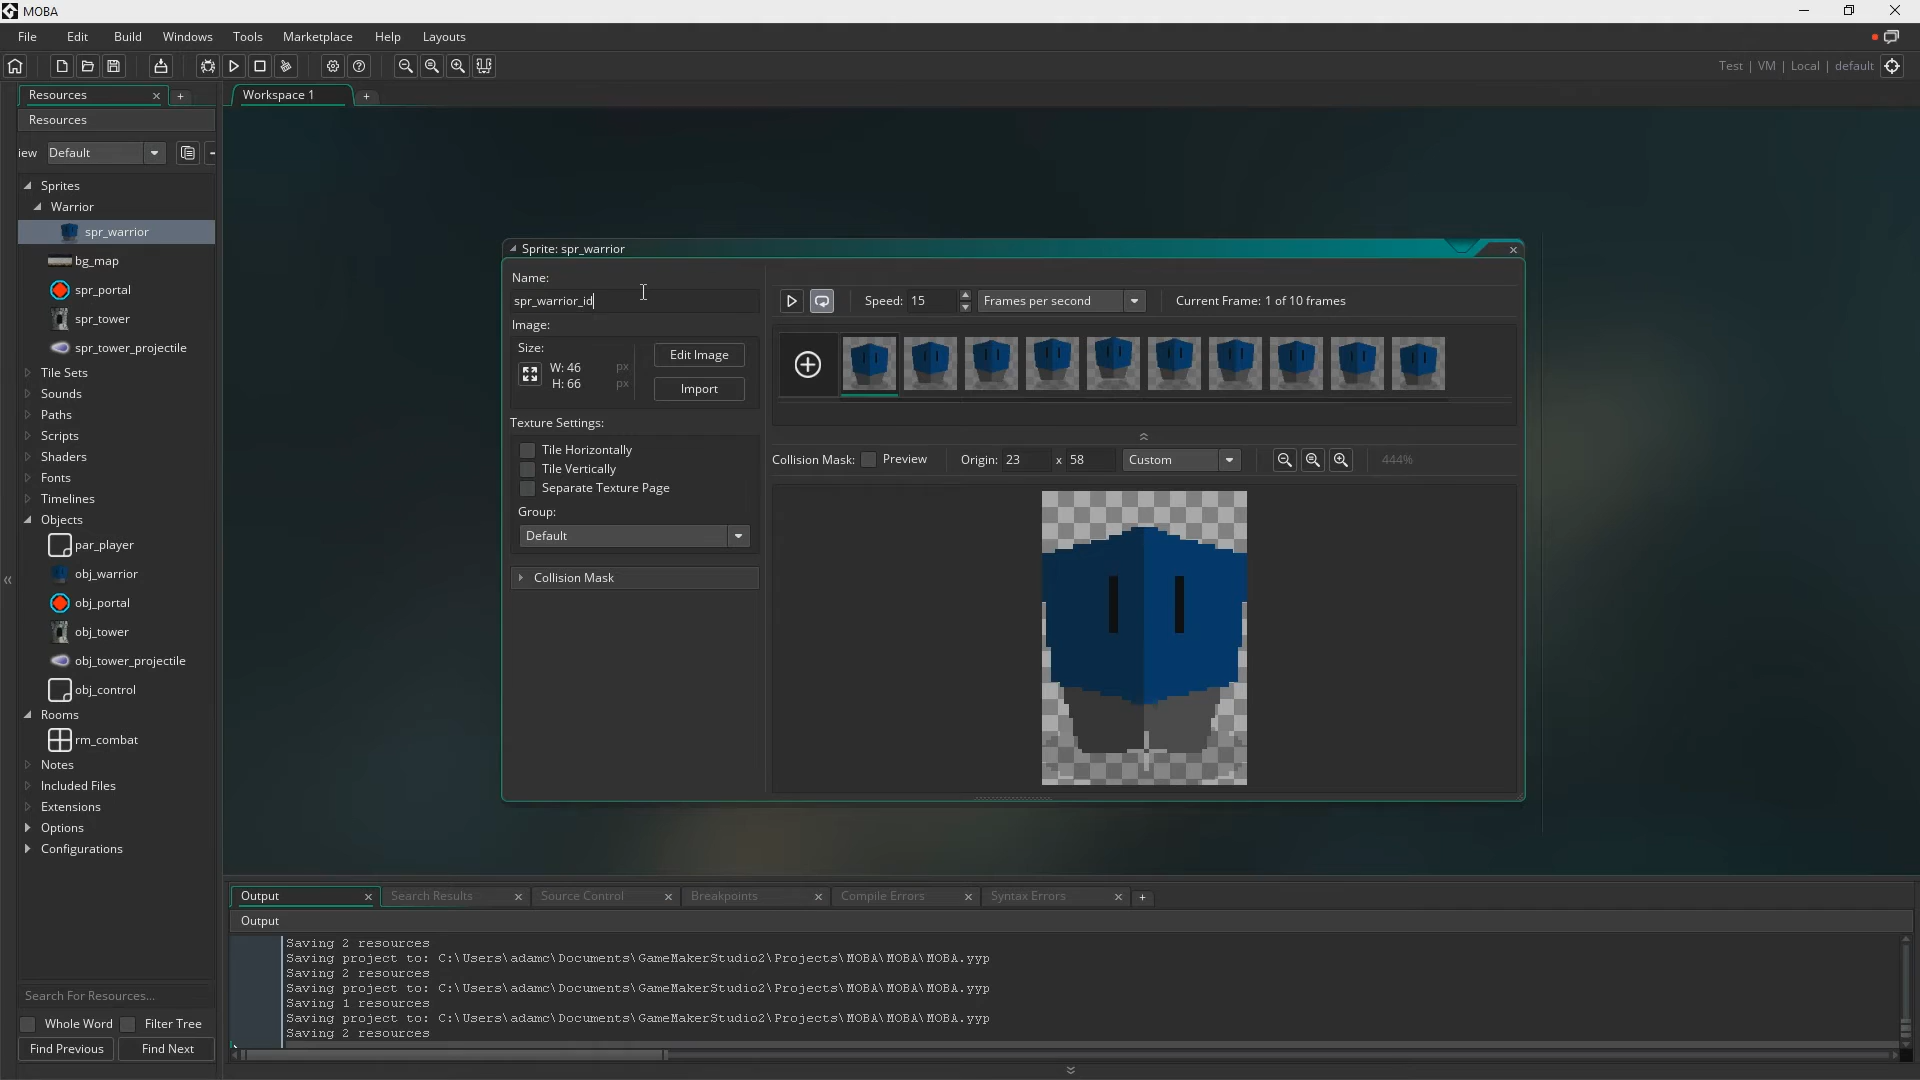 MOBA
File Edit Build Windows Tools Marketplace Help Layouts
Test | VM | Local | default
Resources
Workspace 1
Resources
iew Default
Sprites
Warrior
spr_warrior
bg_map
spr_portal
spr_tower
spr_tower_projectile
Tile Sets
Sounds
Paths
Scripts
Shaders
Fonts
Timelines
Objects
par_player
obj_warrior
obj_portal
obj_tower
obj_tower_projectile
obj_control
Rooms
rm_combat
Notes
Included Files
Extensions
Options
Configurations
Search For Resources...
Whole Word Filter Tree
Find Previous Find Next
Sprite: spr_warrior
Name:
spr_warrior_id
Image:
Size:
W: 46 px
H: 66 px
Edit Image
Import
Texture Settings:
Tile Horizontally
Tile Vertically
Separate Texture Page
Group:
Default
Collision Mask
Speed: 15 Frames per second Current Frame: 1 of 10 frames
Collision Mask: Preview Origin: 23 x 58 Custom 444%
Output Search Results Source Control Breakpoints Compile Errors Syntax Errors
Output
Saving 2 resources
Saving project to: C:\Users\adamc\Documents\GameMakerStudio2\Projects\MOBA\MOBA\MOBA.yyp
Saving 2 resources
Saving project to: C:\Users\adamc\Documents\GameMakerStudio2\Projects\MOBA\MOBA\MOBA.yyp
Saving 1 resources
Saving project to: C:\Users\adamc\Documents\GameMakerStudio2\Projects\MOBA\MOBA\MOBA.yyp
Saving 2 resources